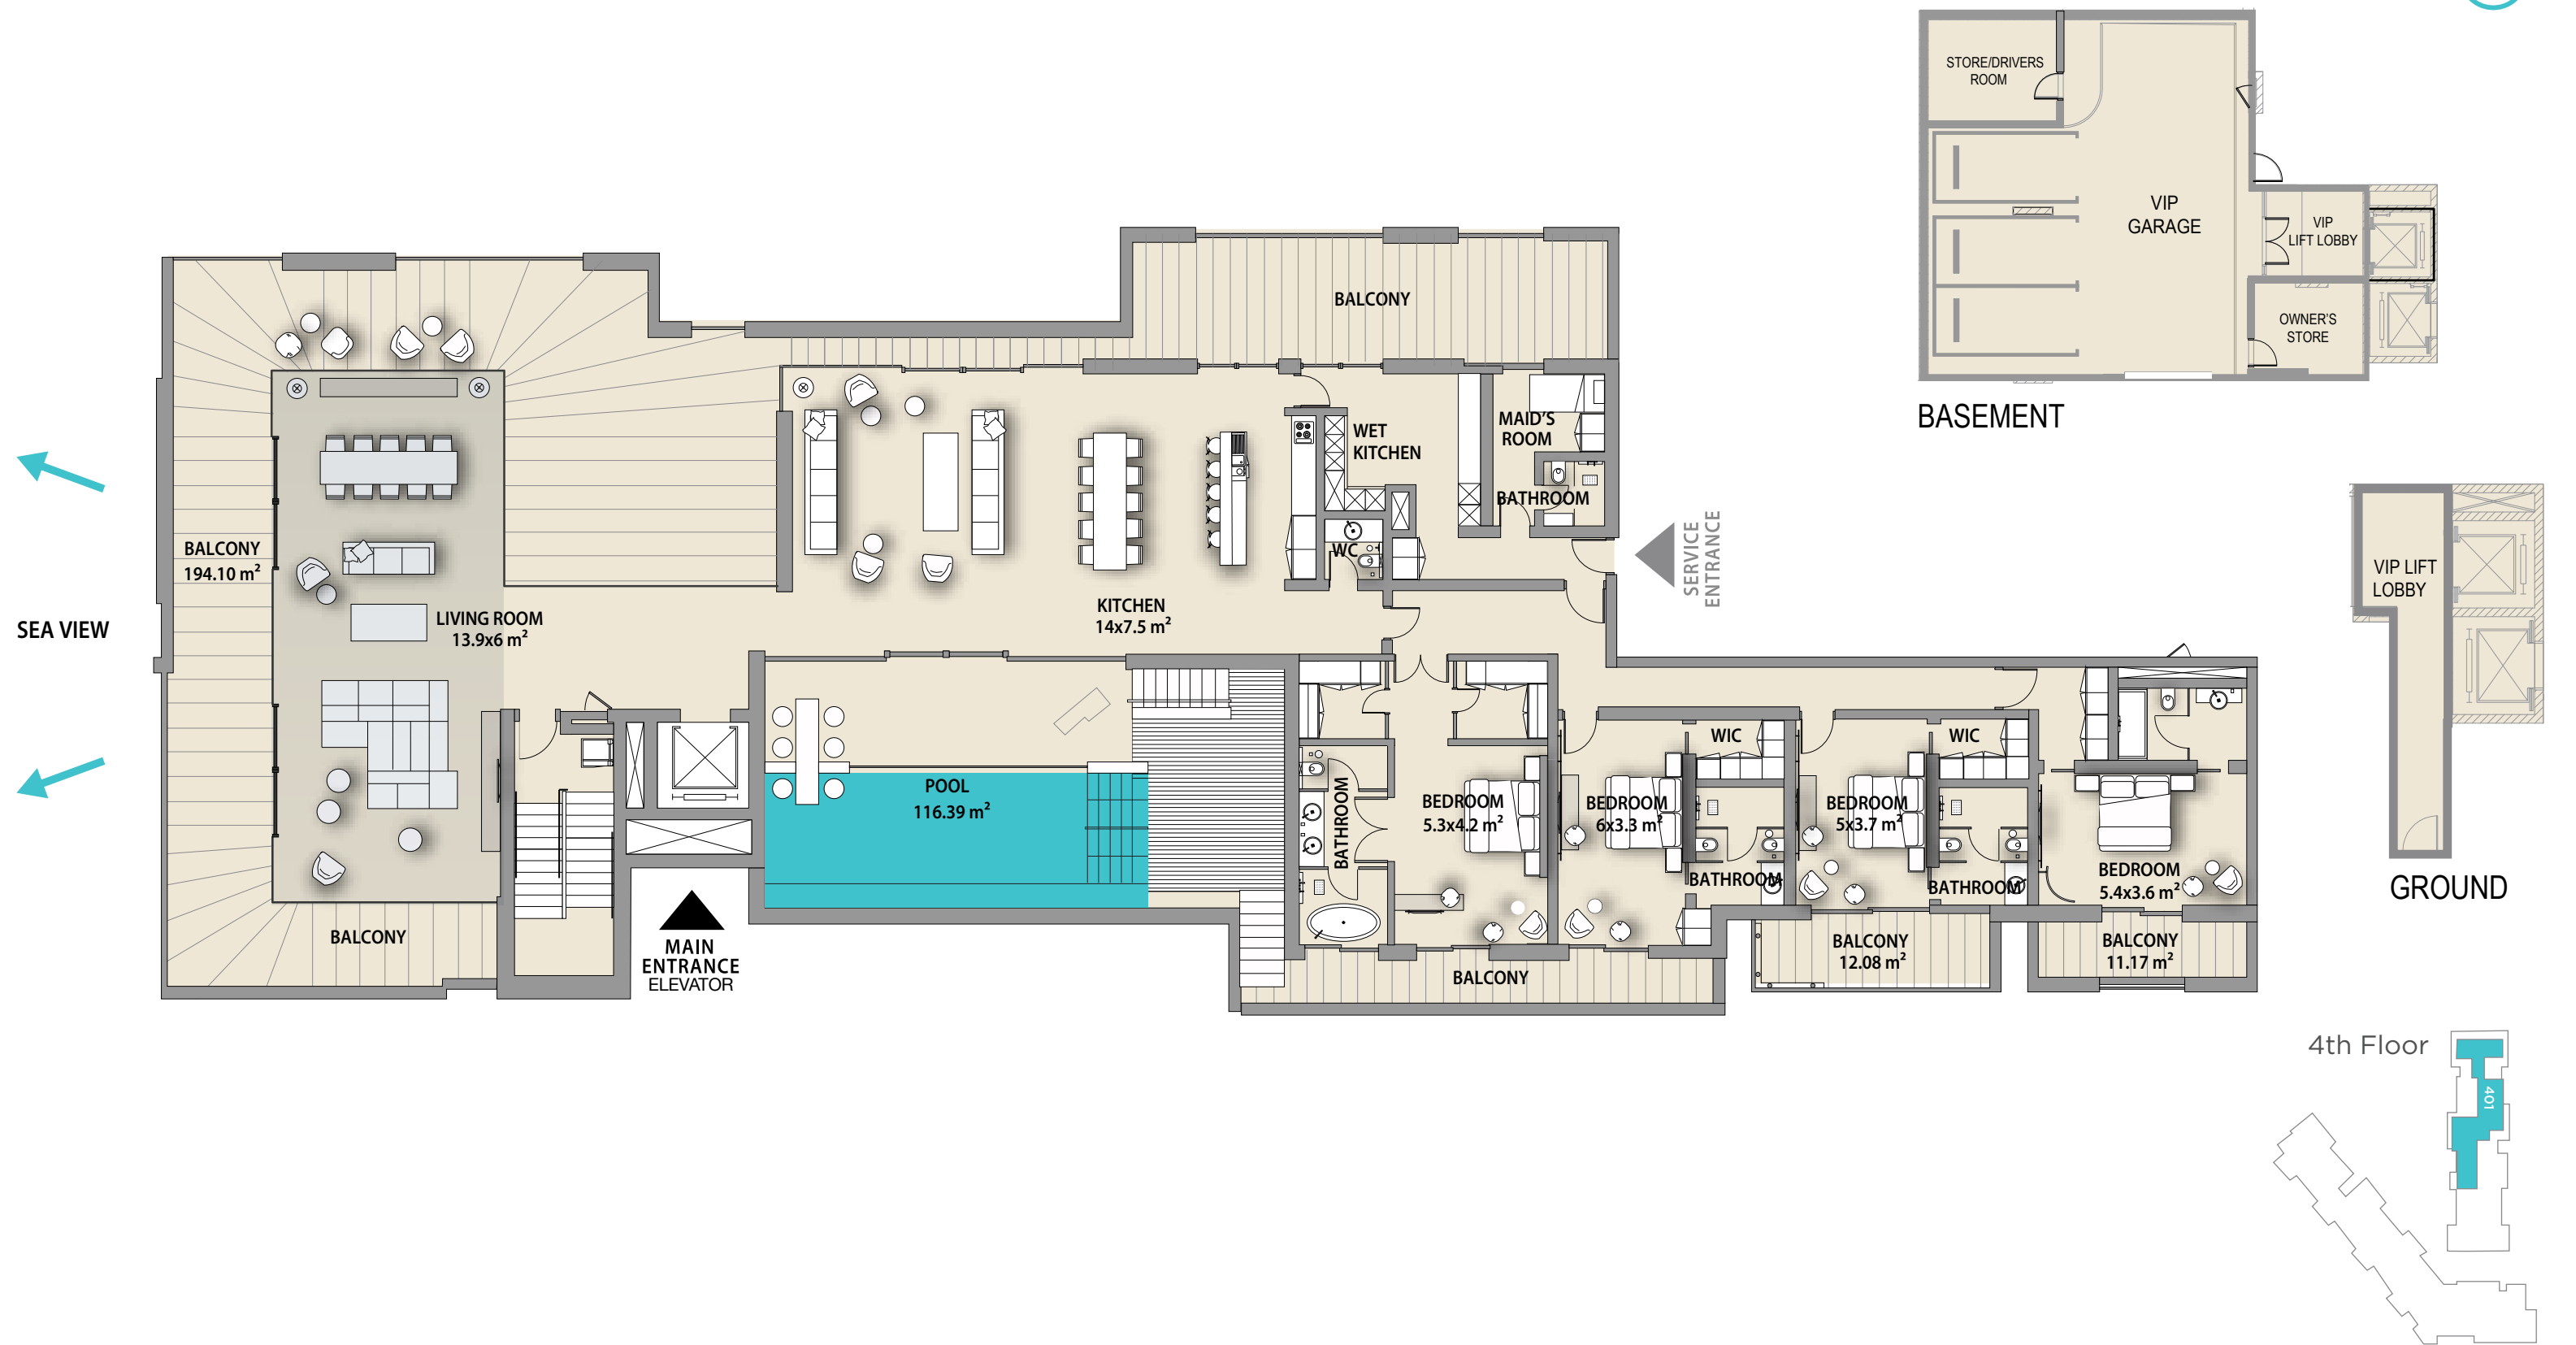 STORE/DRIVERS
ROOM
VIP
GARAGE
VIP
LIFT LOBBY
OWNER'S
STORE
BASEMENT
BALCONY
MAID'S
ROOM
WET
KITCHEN
BATHROOM
WC
SERVICE
ENTRANCE
BALCONY
194.10 m²
SEA VIEW
LIVING ROOM
13.9x6 m²
KITCHEN
14x7.5 m²
VIP LIFT
LOBBY
GROUND
POOL
116.39 m²
WIC
WIC
BATHROOM
BEDROOM
5.3x4.2 m²
BEDROOM
6x3.3 m²
BATHROOM
BEDROOM
5x3.7 m²
BATHROOM
BEDROOM
5.4x3.6 m²
BALCONY
MAIN
ENTRANCE
ELEVATOR
BALCONY
BALCONY
12.08 m²
BALCONY
11.17 m²
4th Floor
401